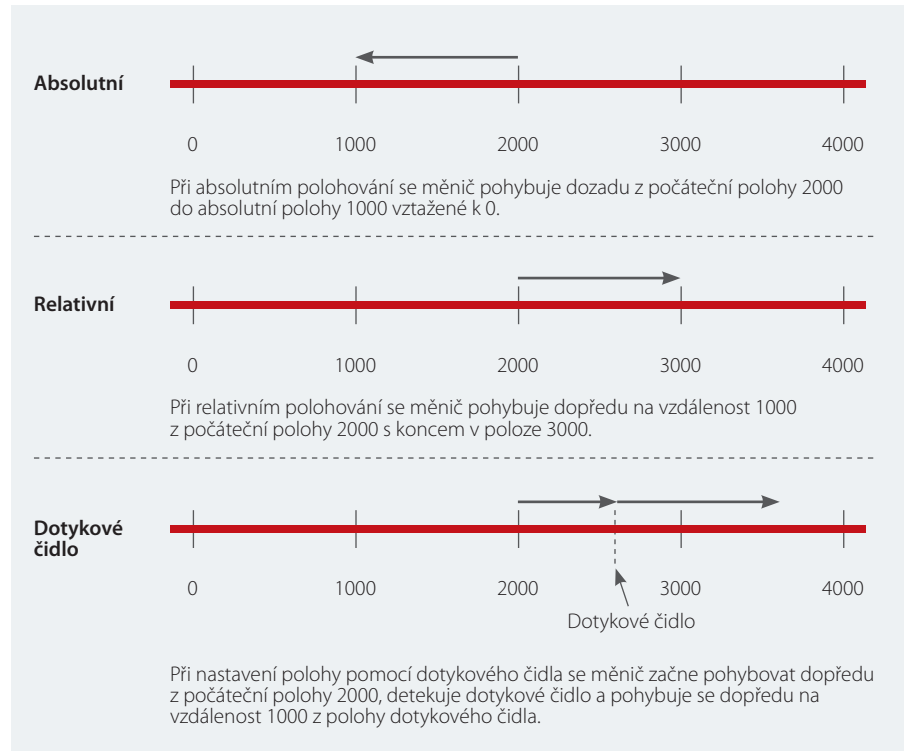 Absolutní
0 1000 2000 3000 4000
Při absolutním polohování se měnič pohybuje dozadu z počáteční polohy 2000
do absolutní polohy 1000 vztažené k 0.
Relativní
0 1000 2000 3000 4000
Při relativním polohování se měnič pohybuje dopředu na vzdálenost 1000
z počáteční polohy 2000 s koncem v poloze 3000.
Dotykové
čidlo
0 1000 2000 3000 4000
Dotykové čidlo
Při nastavení polohy pomocí dotykového čidla se měnič začne pohybovat dopředu
z počáteční polohy 2000, detekuje dotykové čidlo a pohybuje se dopředu na
vzdálenost 1000 z polohy dotykového čidla.